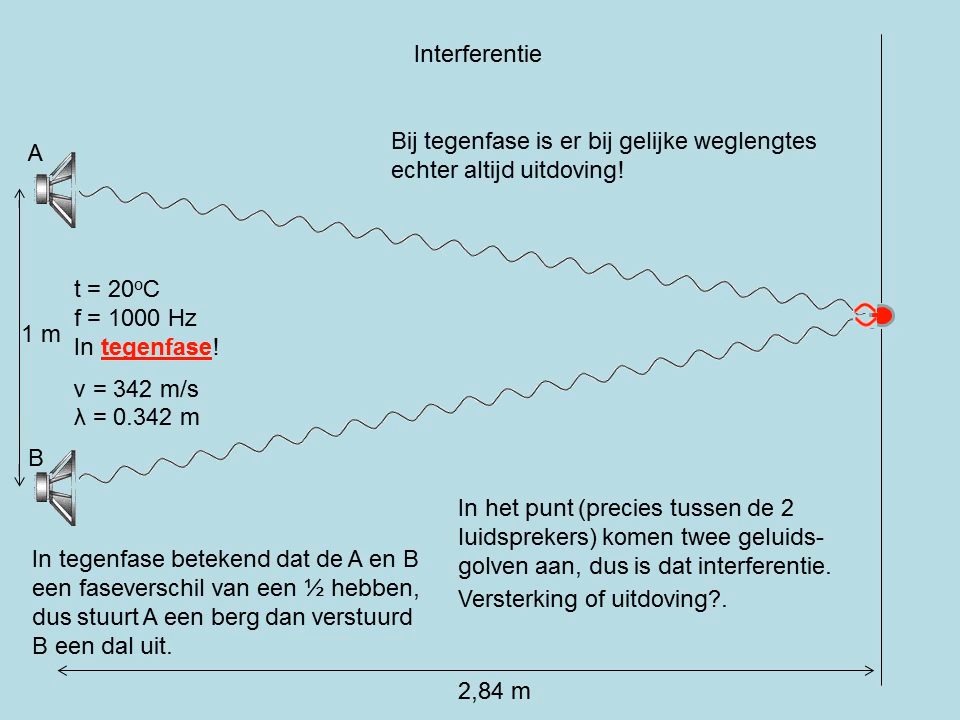 Interferentie
Bij tegenfase is er bij gelijke weglengtes
echter altijd uitdoving!
A
t = 20°C
f = 1000 Hz
1 m
In tegenfase!
v = 342 m/s
λ = 0.342 m
B
In het punt (precies tussen de 2
luidsprekers) komen twee geluids-
golven aan, dus is dat interferentie.
Versterking of uitdoving?.
In tegenfase betekend dat de A en B
een faseverschil van een ½ hebben,
dus stuurt A een berg dan verstuurd
B een dal uit.
2,84 m